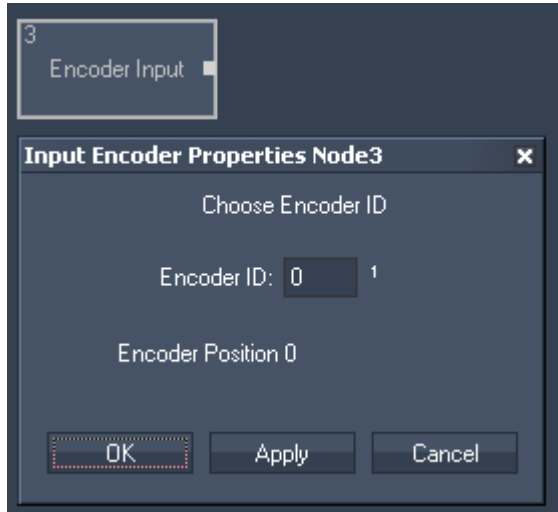 3
Encoder Input
Input Encoder Properties Node3
Choose Encoder ID
Encoder ID: 0 1
Encoder Position 0
OK Apply Cancel